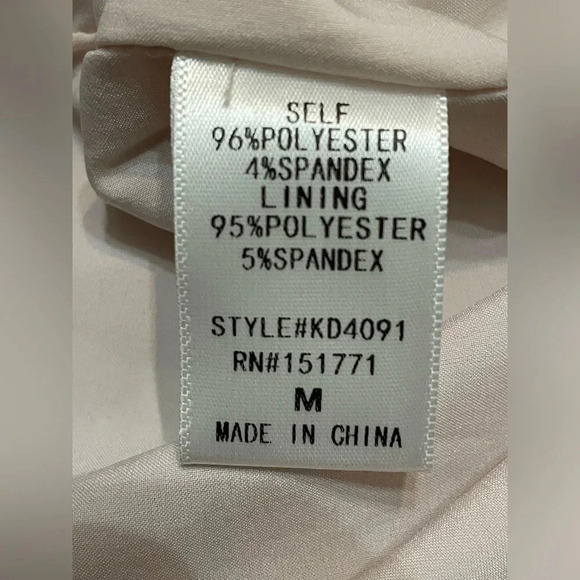 SELF
96%POLYESTER
4%SPANDEX
LINING
95%POLYESTER
5%SPANDEX
STYLE#KD4091
RN#151771
M
MADE IN CHINA